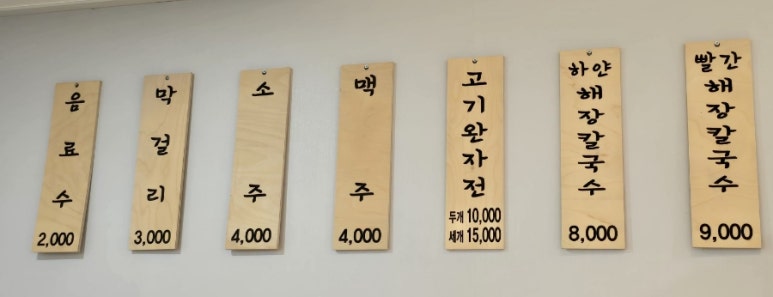 음료수
2,000
막걸리
3,000
소주
4,000
맥주
4,000
고기완자전
두개 10,000
세개 15,000
하얀
해장칼국수
8,000
빨간
해장칼국수
9,000